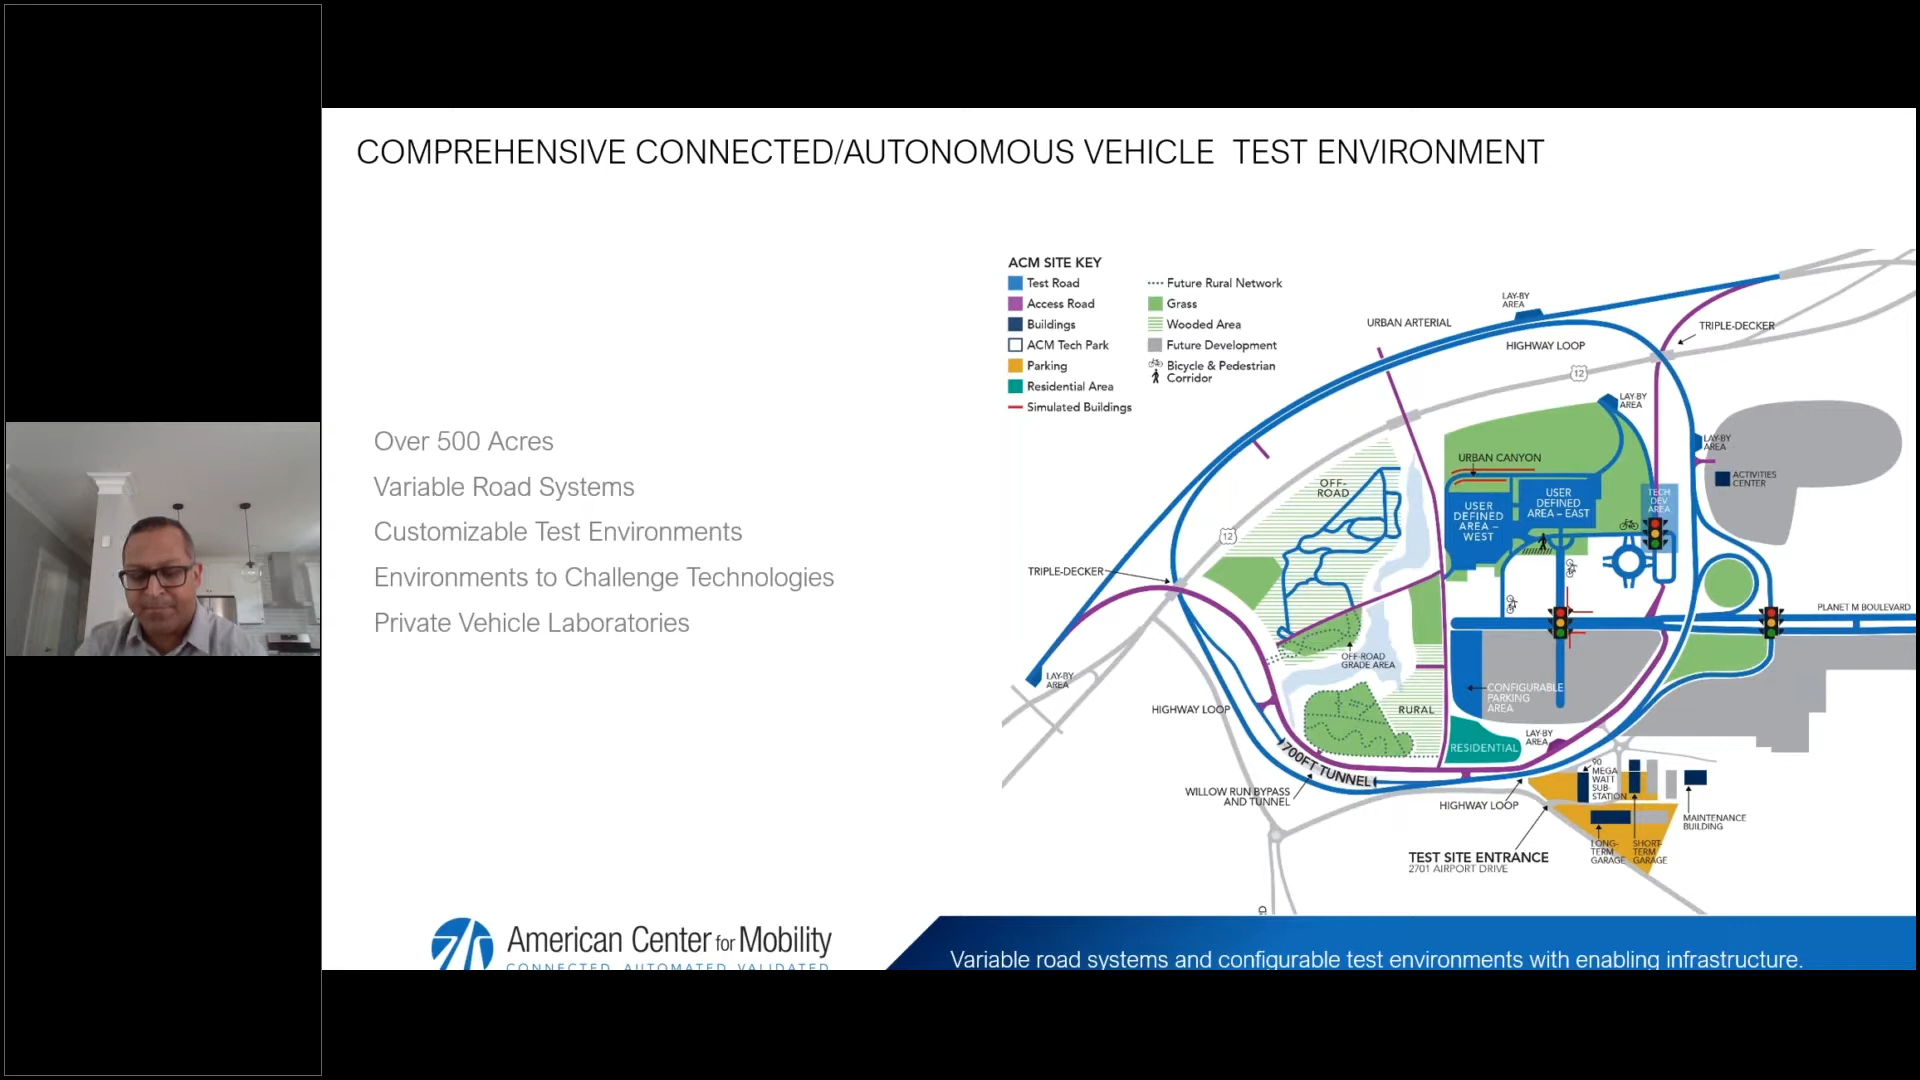 COMPREHENSIVE CONNECTED/AUTONOMOUS VEHICLE TEST ENVIRONMENT
Over 500 Acres
Variable Road Systems
Customizable Test Environments
Environments to Challenge Technologies
Private Vehicle Laboratories
ACM SITE KEY
Test Road
Access Road
Buildings
ACM Tech Park
Parking
Residential Area
Simulated Buildings
Future Rural Network
Grass
Wooded Area
Future Development
Bicycle & Pedestrian
Corridor
LAY-BY
AREA
URBAN ARTERIAL
HIGHWAY LOOP
TRIPLE-DECKER
12
LAY-BY
AREA
LAY-BY
AREA
ACTIVITIES
CENTER
URBAN CANYON
OFF-
ROAD
USER
DEFINED
AREA –
WEST
USER
DEFINED
AREA – EAST
TECH
DEV
AREA
12
TRIPLE-DECKER
PLANET M BOULEVARD
OFF-ROAD
GRADE AREA
LAY-BY
AREA
CONFIGURABLE
PARKING
AREA
HIGHWAY LOOP
RURAL
RESIDENTIAL
LAY-BY
AREA
700FT TUNNEL
90
MEGA
WATT
SUB-
STATION
WILLOW RUN BYPASS
AND TUNNEL
HIGHWAY LOOP
MAINTENANCE
BUILDING
LONG-
TERM
GARAGE
SHORT-
TERM
GARAGE
TEST SITE ENTRANCE
2701 AIRPORT DRIVE
American Center for Mobility
CONNECTED. AUTOMATED. VALIDATED.
Variable road systems and configurable test environments with enabling infrastructure.